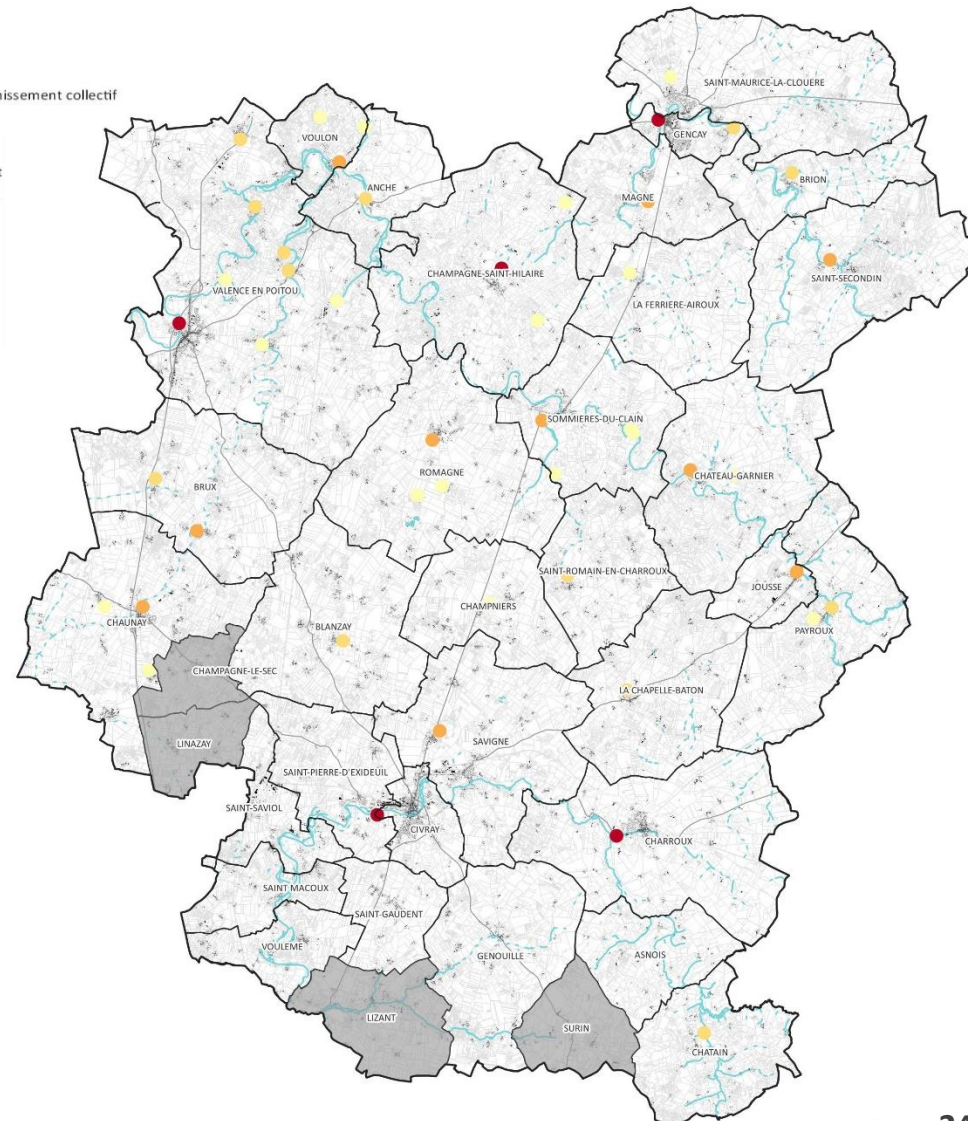 SAINT-MAURICE-LA-CLOUERE
collectif
VOULON
GENCAY
ANCHE
BRION
MAGNE
CHAMPAGNE-SAINT-HILAIRE
SAINT-SECONDIN
VALENCE EN POITOU
LA FERRIERE-AIROUX
SOMMIERES-DU-CLAIN
ROMAGNE
CHATEAU-GARNIER
BRUX
SAINT-ROMAIN-EN-CHARROUX
JOUSSE
CHAMPNIERS
CHAUNAY
BLANZAY
PAYROUX
CHAMPAGNE-LE-SEC
LA CHAPELLE-BATON
LINAZAY
SAVIGNE
SAINT-PIERRE-D'EXIDEUIL
SAINT-SAVIOL
CIVRAY
CHARROUX
SAINT MACOUX
SAINT-GAUDENT
VOULEME
GENOUILLE
ASNOIS
LIZANT
SURIN
CHATAIN